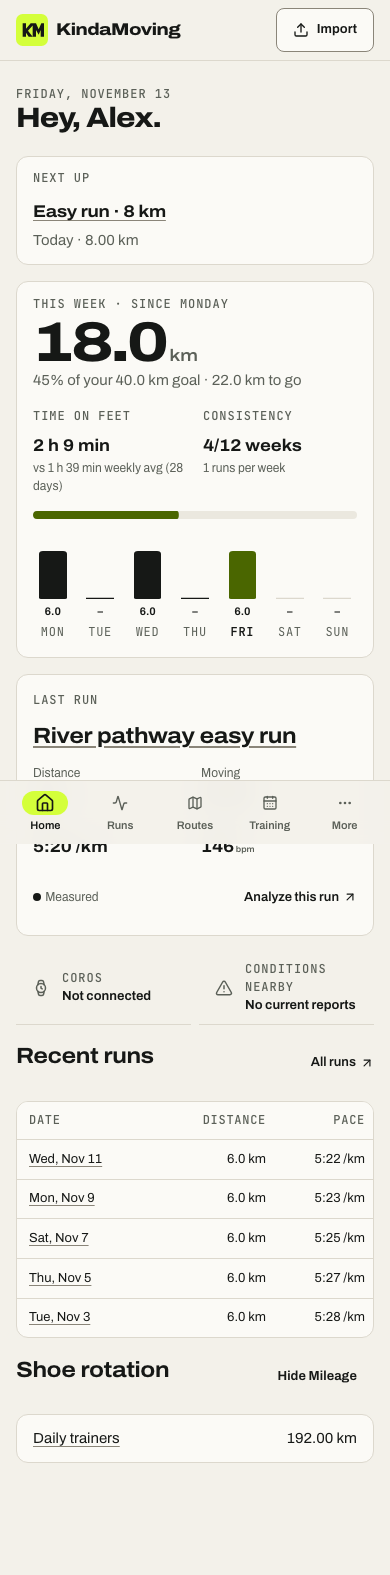 KM KindaMoving
Import
FRIDAY, NOVEMBER 13
Hey, Alex.
NEXT UP
Easy run · 8 km
Today · 8.00 km
THIS WEEK · SINCE MONDAY
18.0 km
45% of your 40.0 km goal · 22.0 km to go
TIME ON FEET
2 h 9 min
vs 1 h 39 min weekly avg (28
days)
CONSISTENCY
4/12 weeks
1 runs per week
6.0 – 6.0 – 6.0 – –
MON TUE WED THU FRI SAT SUN
LAST RUN
River pathway easy run
Distance Moving
Home Runs Routes Training More
5:20 /km 146 bpm
Measured
Analyze this run
COROS
Not connected
CONDITIONS
NEARBY
No current reports
Recent runs
All runs
DATE DISTANCE PACE
Wed, Nov 11 6.0 km 5:22 /km
Mon, Nov 9 6.0 km 5:23 /km
Sat, Nov 7 6.0 km 5:25 /km
Thu, Nov 5 6.0 km 5:27 /km
Tue, Nov 3 6.0 km 5:28 /km
Shoe rotation
Hide Mileage
Daily trainers 192.00 km